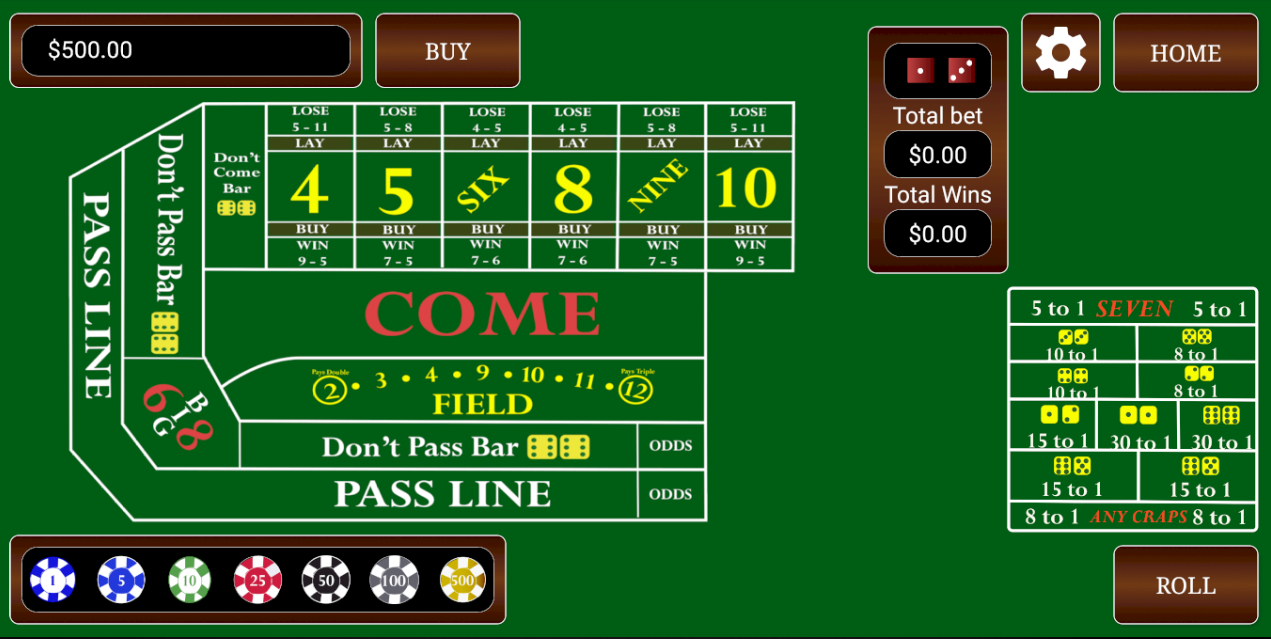 $500.00
BUY
HOME
Total bet
$0.00
Total Wins
$0.00
PASS LINE
Don't Pass Bar
Don't
Come
Bar
LOSE LOSE LOSE LOSE LOSE LOSE
5 - 11 5 - 8 4 - 5 4 - 5 5 - 8 5 - 11
LAY LAY LAY LAY LAY LAY
4 5 SIX 8 NINE 10
BUY BUY BUY BUY BUY BUY
WIN WIN WIN WIN WIN WIN
9 - 5 7 - 5 7 - 6 7 - 6 7 - 5 9 - 5
COME
Pays Double Pays Triple
2 • 3 • 4 • 9 • 10 • 11 • 12
FIELD
6 BIG 8
Don't Pass Bar ODDS
PASS LINE ODDS
5 to 1 SEVEN 5 to 1
10 to 1 8 to 1
10 to 1 8 to 1
15 to 1 30 to 1 30 to 1
15 to 1 15 to 1
8 to 1 ANY CRAPS 8 to 1
1 5 10 25 50 100 500
ROLL